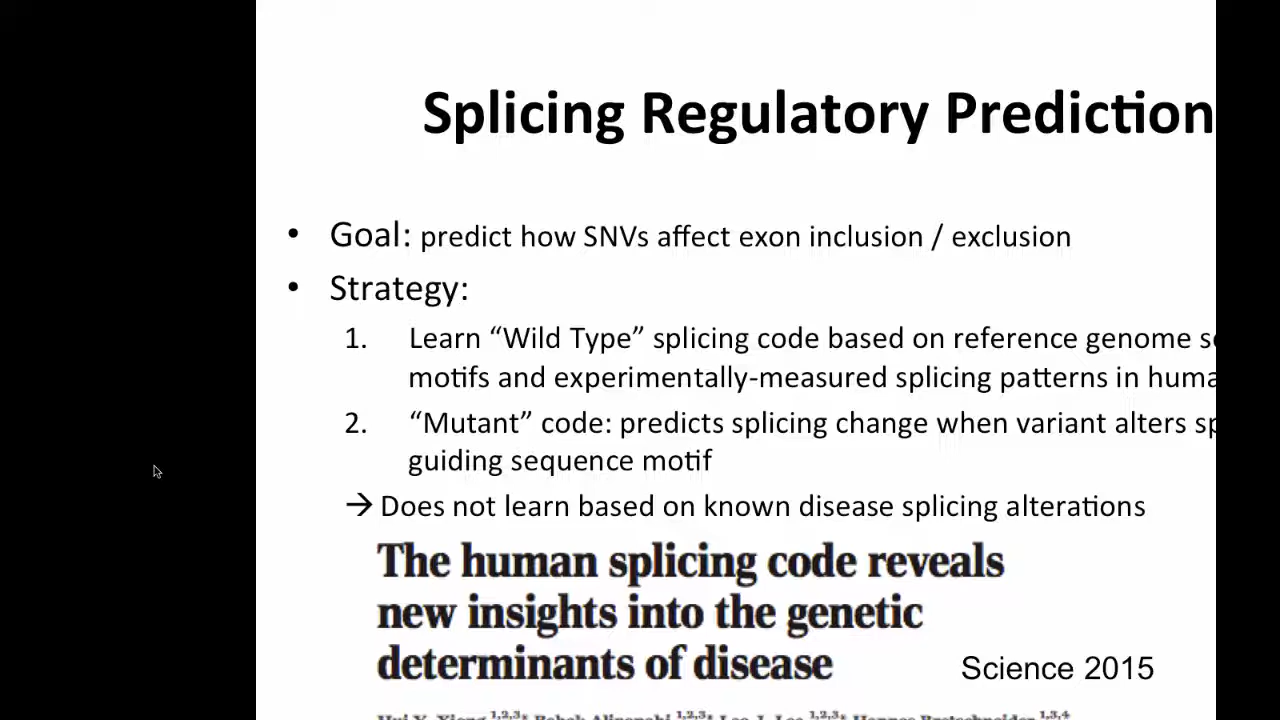 Splicing Regulatory Prediction
• Goal: predict how SNVs affect exon inclusion / exclusion
• Strategy:
1. Learn “Wild Type” splicing code based on reference genome
motifs and experimentally-measured splicing patterns in
2. “Mutant” code: predicts splicing change when variant alters
guiding sequence motif
→ Does not learn based on known disease splicing alterations
The human splicing code reveals
new insights into the genetic
determinants of disease
Science 2015